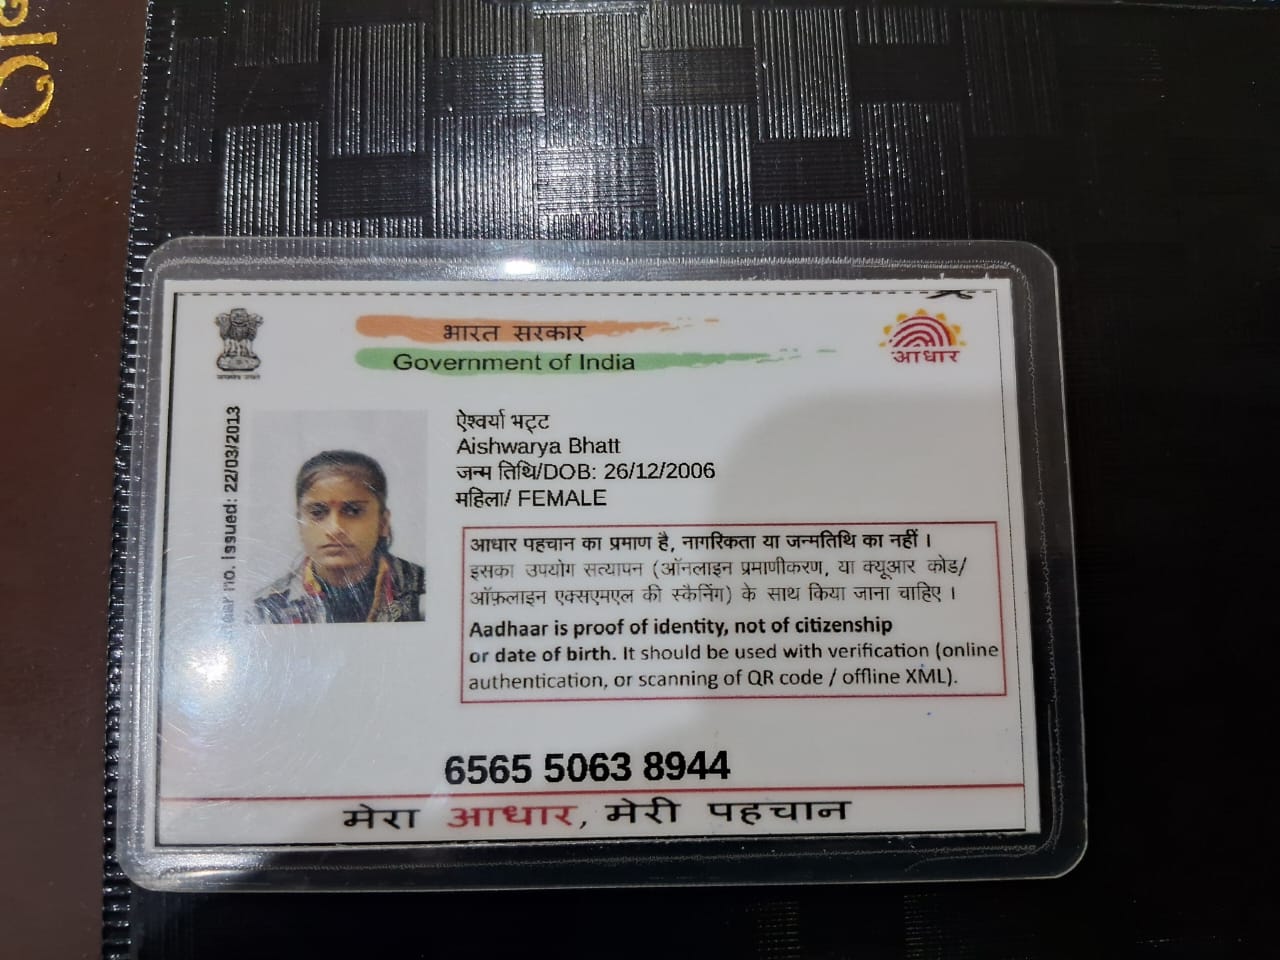 भारत सरकार
Government of India
आधार
no. Issued: 22/03/2013
ऐश्वर्या भट्ट
Aishwarya Bhatt
जन्म तिथि/DOB: 26/12/2006
महिला/ FEMALE
आधार पहचान का प्रमाण है, नागरिकता या जन्मतिथि का नहीं ।
इसका उपयोग सत्यापन (ऑनलाइन प्रमाणीकरण, या क्यूआर कोड/
ऑफ़लाइन एक्सएमएल की स्कैनिंग) के साथ किया जाना चाहिए ।
Aadhaar is proof of identity, not of citizenship
or date of birth. It should be used with verification (online
authentication, or scanning of QR code / offline XML).
6565 5063 8944
मेरा आधार, मेरी पहचान